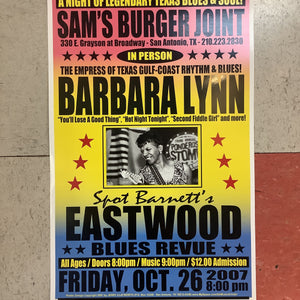 A NIGHT OF LEGENDARY TEXAS BLUES & SOUL!
SAM'S BURGER JOINT
330 E. Grayson at Broadway - San Antonio, TX - 210.223.2830
IN PERSON
THE EMPRESS OF TEXAS GULF-COAST RHYTHM & BLUES!
BARBARA LYNN
"You'll Lose A Good Thing", "Hot Night Tonight", "Second Fiddle Girl" and more!
STOM
Spot Barnett's
EASTWOOD
BLUES REVUE
All Ages / Doors 8:00pm / Music 9:00pm / $12.00 Admission
FRIDAY, OCT. 26 2007
8:00 PM